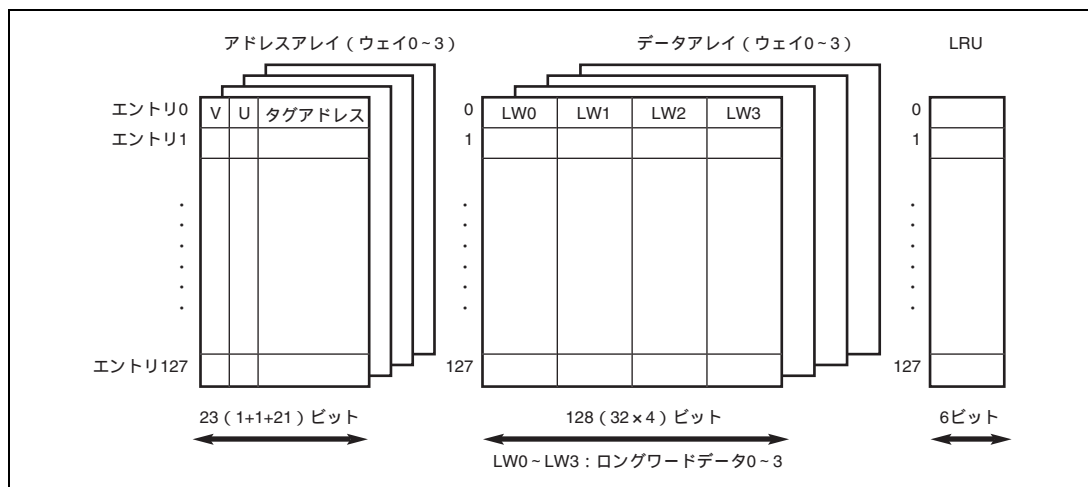 アドレスアレイ（ウェイ0~3） データアレイ（ウェイ0~3） LRU
エントリ0 V U タグアドレス 0 LW0 LW1 LW2 LW3 0
エントリ1 1 1
エントリ127 127 127
23（1+1+21）ビット 128（32×4）ビット 6ビット
LW0~LW3：ロングワードデータ0~3